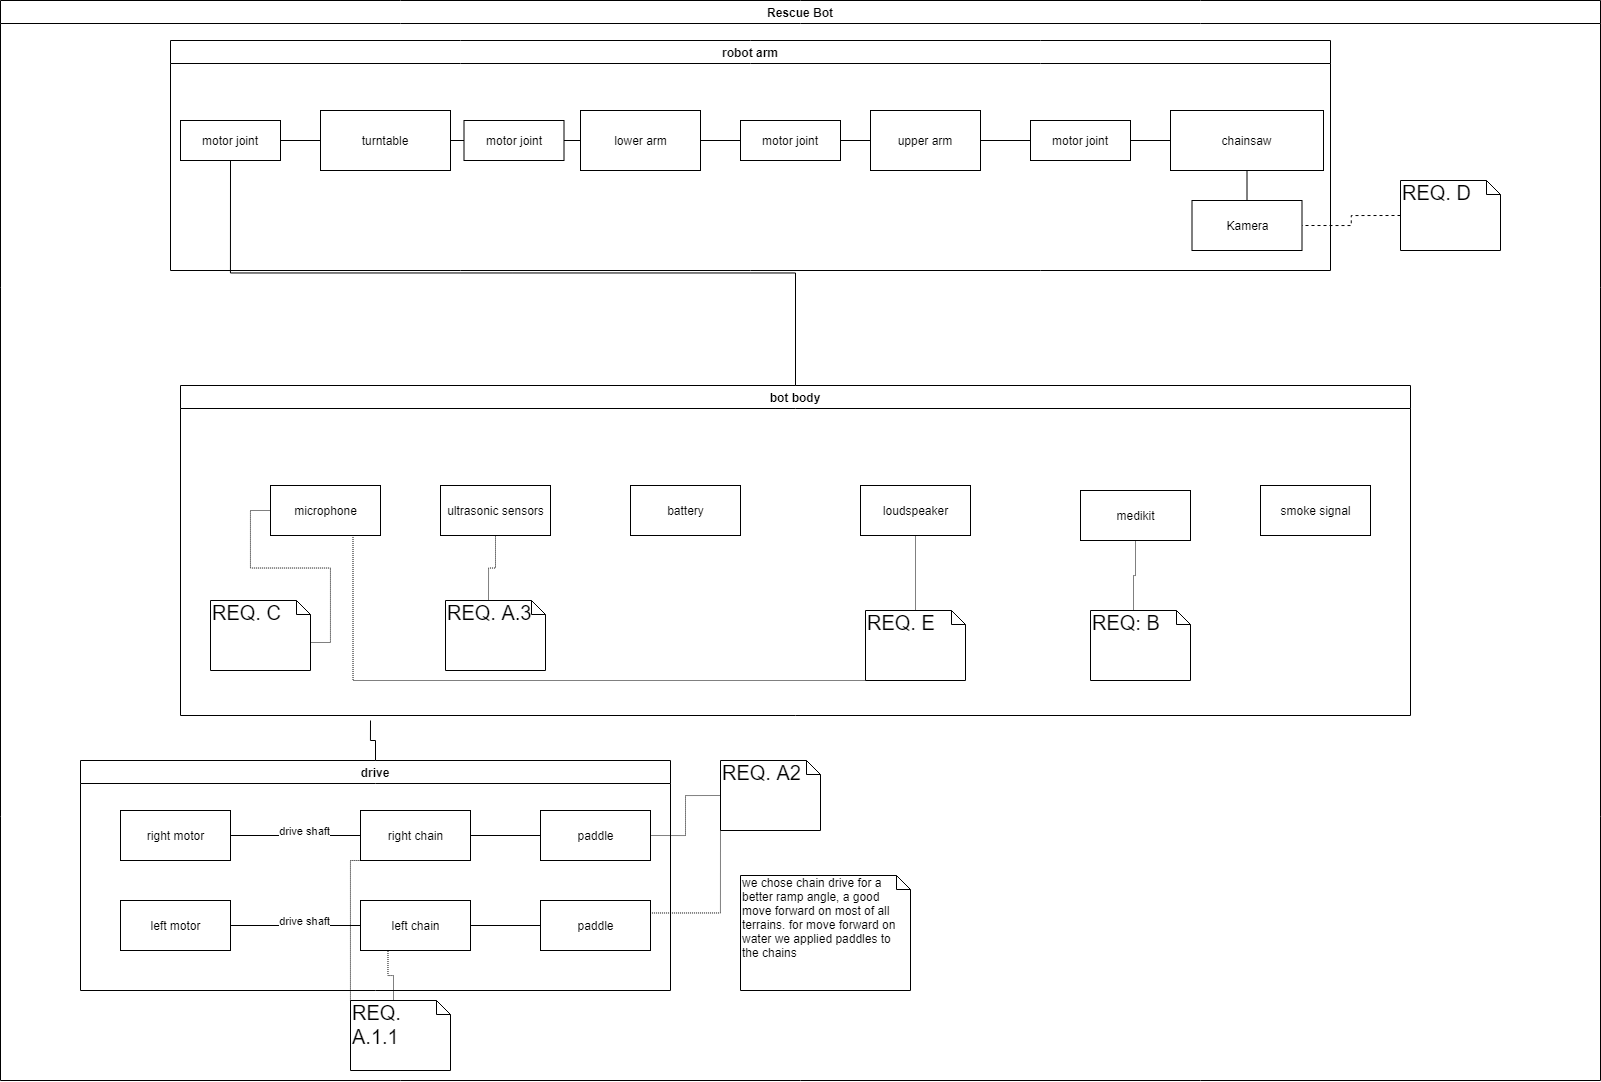 Rescue Bot
robot arm
motor joint
turntable
motor joint
lower arm
motor joint
upper arm
motor joint
chainsaw
Kamera
REQ. D
bot body
microphone
ultrasonic sensors
battery
loudspeaker
medikit
smoke signal
REQ. C
REQ. A.3
REQ. E
REQ: B
drive
right motor
drive shaft
right chain
paddle
left motor
drive shaft
left chain
paddle
REQ. A2
we chose chain drive for a
better ramp angle, a good
move forward on most of all
terrains. for move forward on
water we applied paddles to
the chains
REQ.
A.1.1